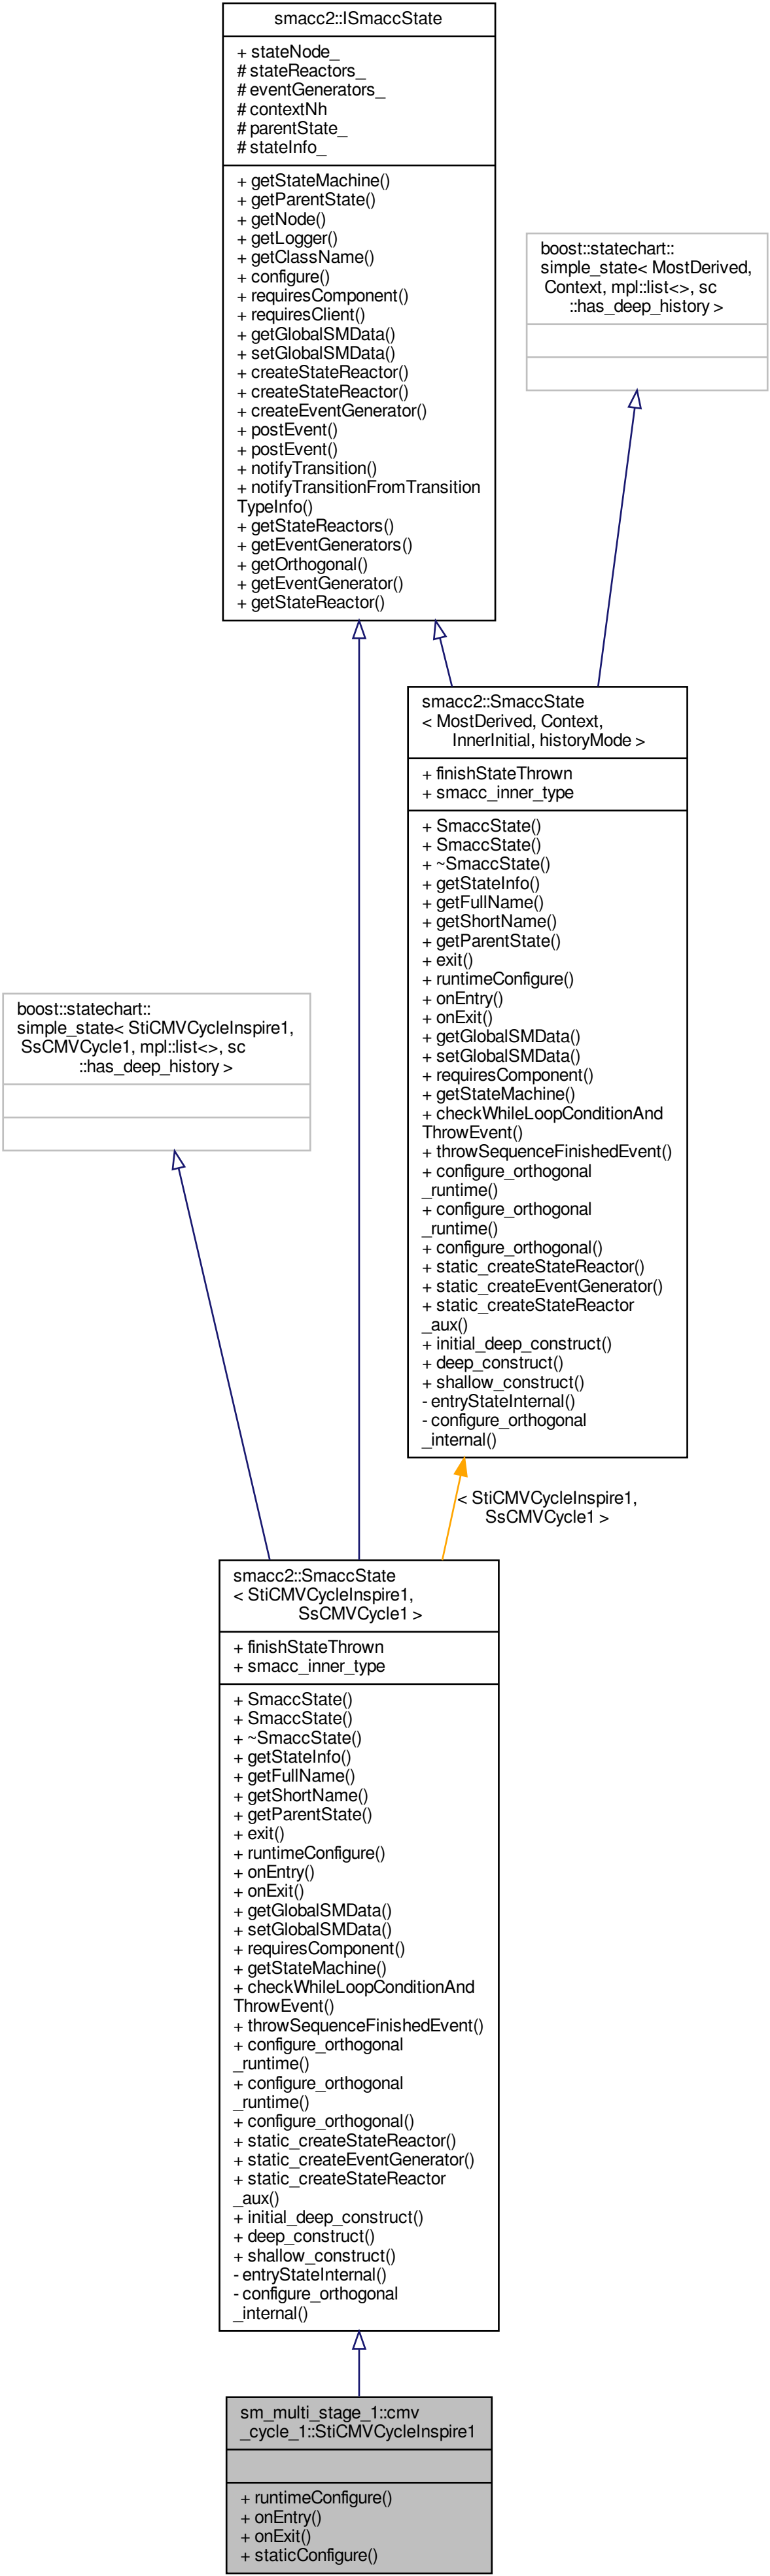 smacc2::ISmaccState
+ stateNode_
# stateReactors_
# eventGenerators_
# contextNh
# parentState_
# stateInfo_
+ getStateMachine()
+ getParentState()
+ getNode()
+ getLogger()
+ getClassName()
+ configure()
+ requiresComponent()
+ requiresClient()
+ getGlobalSMData()
+ setGlobalSMData()
+ createStateReactor()
+ createStateReactor()
+ createEventGenerator()
+ postEvent()
+ postEvent()
+ notifyTransition()
+ notifyTransitionFromTransition
TypeInfo()
+ getStateReactors()
+ getEventGenerators()
+ getOrthogonal()
+ getEventGenerator()
+ getStateReactor()
boost::statechart::
simple_state< MostDerived,
Context, mpl::list<>, sc
::has_deep_history >
smacc2::SmaccState
< MostDerived, Context,
InnerInitial, historyMode >
+ finishStateThrown
+ smacc_inner_type
+ SmaccState()
+ SmaccState()
+ ~SmaccState()
+ getStateInfo()
+ getFullName()
+ getShortName()
+ getParentState()
+ exit()
+ runtimeConfigure()
+ onEntry()
+ onExit()
+ getGlobalSMData()
+ setGlobalSMData()
+ requiresComponent()
+ getStateMachine()
+ checkWhileLoopConditionAnd
ThrowEvent()
+ throwSequenceFinishedEvent()
+ configure_orthogonal
_runtime()
+ configure_orthogonal
_runtime()
+ configure_orthogonal()
+ static_createStateReactor()
+ static_createEventGenerator()
+ static_createStateReactor
_aux()
+ initial_deep_construct()
+ deep_construct()
+ shallow_construct()
- entryStateInternal()
- configure_orthogonal
_internal()
boost::statechart::
simple_state< StiCMVCycleInspire1,
SsCMVCycle1, mpl::list<>, sc
::has_deep_history >
< StiCMVCycleInspire1,
SsCMVCycle1 >
smacc2::SmaccState
< StiCMVCycleInspire1,
SsCMVCycle1 >
+ finishStateThrown
+ smacc_inner_type
+ SmaccState()
+ SmaccState()
+ ~SmaccState()
+ getStateInfo()
+ getFullName()
+ getShortName()
+ getParentState()
+ exit()
+ runtimeConfigure()
+ onEntry()
+ onExit()
+ getGlobalSMData()
+ setGlobalSMData()
+ requiresComponent()
+ getStateMachine()
+ checkWhileLoopConditionAnd
ThrowEvent()
+ throwSequenceFinishedEvent()
+ configure_orthogonal
_runtime()
+ configure_orthogonal
_runtime()
+ configure_orthogonal()
+ static_createStateReactor()
+ static_createEventGenerator()
+ static_createStateReactor
_aux()
+ initial_deep_construct()
+ deep_construct()
+ shallow_construct()
- entryStateInternal()
- configure_orthogonal
_internal()
sm_multi_stage_1::cmv
_cycle_1::StiCMVCycleInspire1
+ runtimeConfigure()
+ onEntry()
+ onExit()
+ staticConfigure()